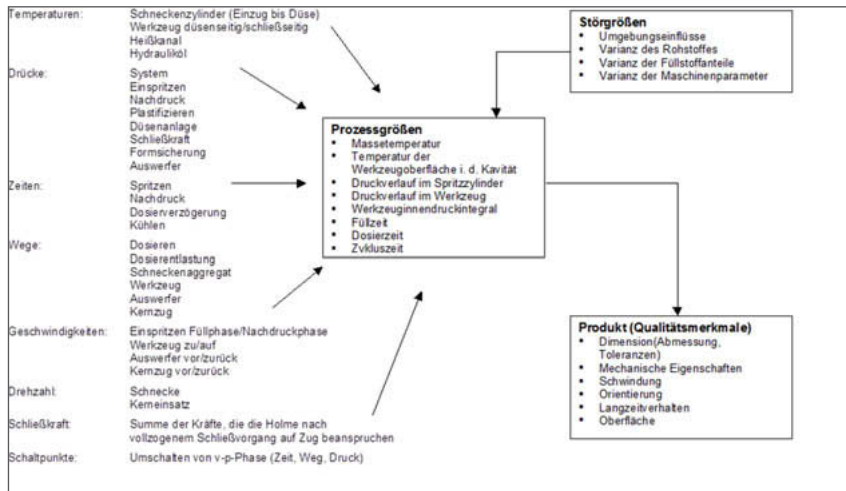 Temperaturen: Schneckenzylinder (Einzug bis Düse)
Werkzeug düsenseitig/schließseitig
Heißkanal
Hydrauliköl
Drücke: System
Einspritzen
Nachdruck
Plastifizieren
Düsenanlage
Schließkraft
Formsicherung
Auswerfer
Zeiten: Spritzen
Nachdruck
Dosierverzögerung
Kühlen
Wege: Dosieren
Dosierentlastung
Schneckenaggregat
Werkzeug
Auswerfer
Kernzug
Geschwindigkeiten: Einspritzen Füllphase/Nachdruckphase
Werkzeug zu/auf
Auswerfer vor/zurück
Kernzug vor/zurück
Drehzahl: Schnecke
Kerneinsatz
Schließkraft: Summe der Kräfte, die die Holme nach
vollzogenem Schließvorgang auf Zug beanspruchen
Schaltpunkte: Umschalten von v-p-Phase (Zeit, Weg, Druck)
Prozessgrößen
▪ Massetemperatur
▪ Temperatur der
Werkzeugoberfläche i. d. Kavität
▪ Druckverlauf im Spritzzylinder
▪ Druckverlauf im Werkzeug
▪ Werkzeuginnendruckintegral
▪ Füllzeit
▪ Dosierzeit
▪ Zykluszeit
Störgrößen
▪ Umgebungseinflüsse
▪ Varianz des Rohstoffes
▪ Varianz der Füllstoffanteile
▪ Varianz der Maschinenparameter
Produkt (Qualitätsmerkmale)
▪ Dimension(Abmessung,
Toleranzen)
▪ Mechanische Eigenschaften
▪ Schwindung
▪ Orientierung
▪ Langzeitverhalten
▪ Oberfläche